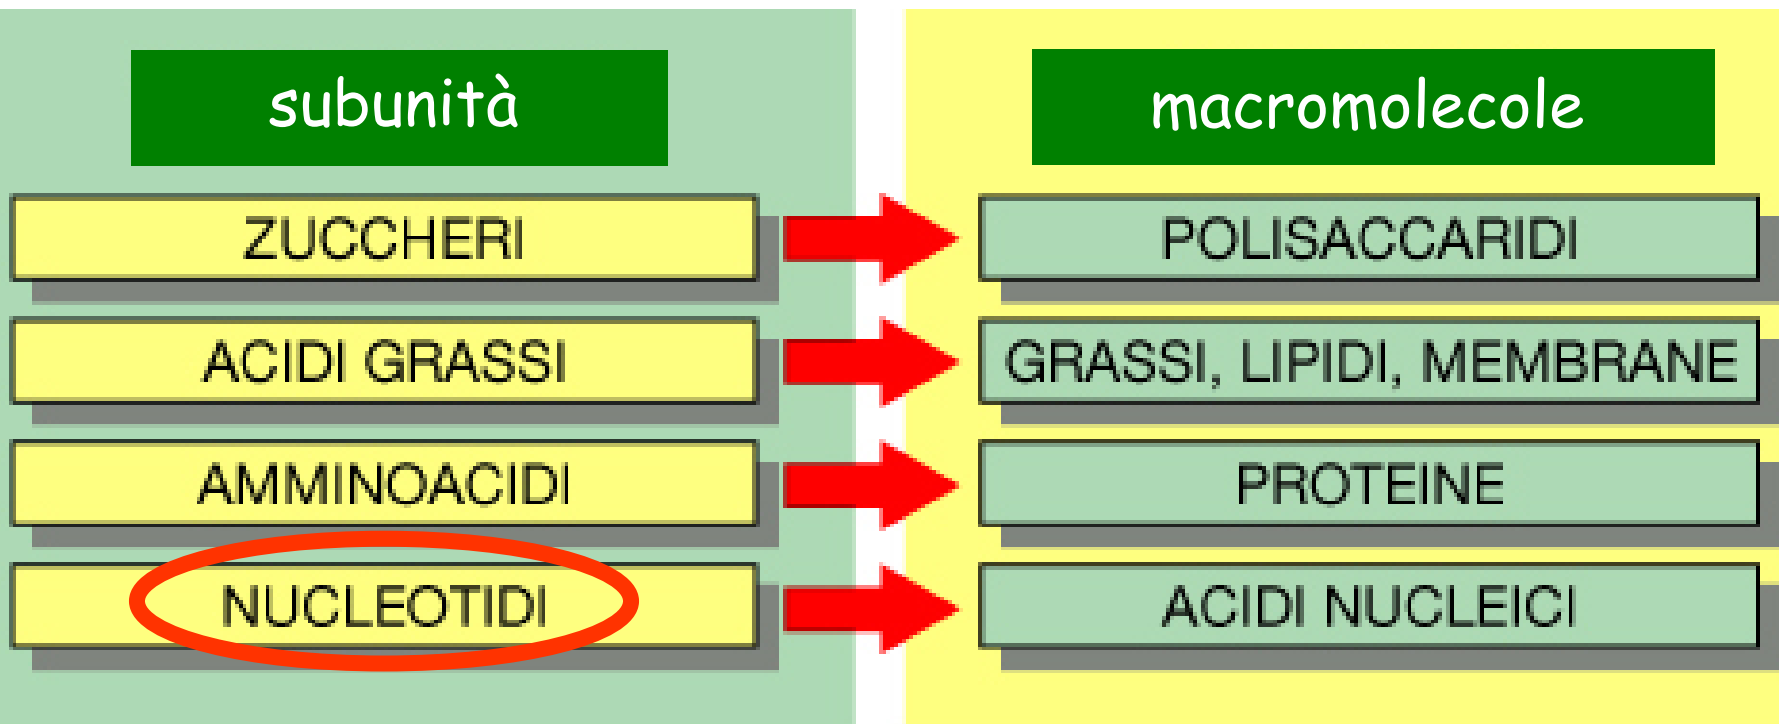 subunità
macromolecole
ZUCCHERI
POLISACCARIDI
ACIDI GRASSI
GRASSI, LIPIDI, MEMBRANE
AMMINOACIDI
PROTEINE
NUCLEOTIDI
ACIDI NUCLEICI